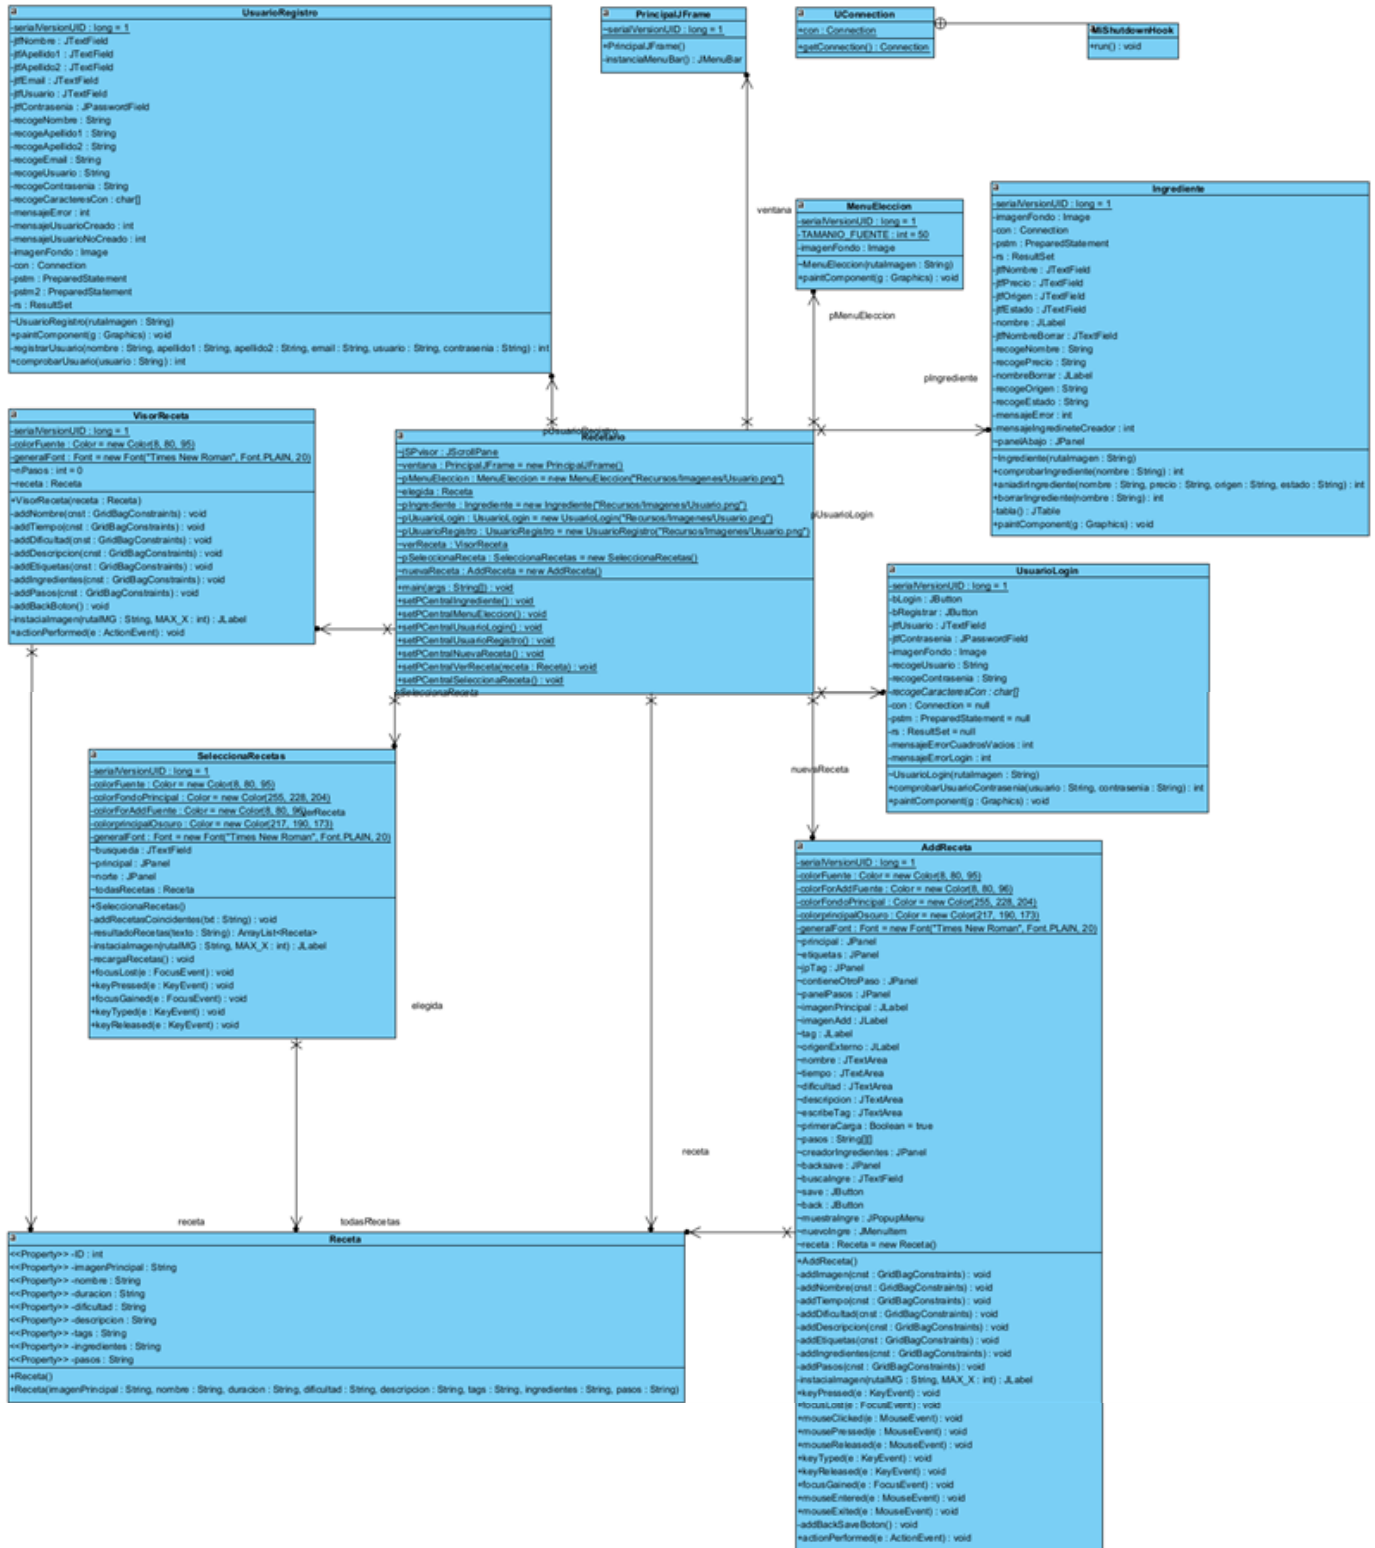 UsuarioRegistro
-serialVersionUID : long = 1
-jtfNombre : JTextField
-jtfApellido1 : JTextField
-jtfApellido2 : JTextField
-jtfEmail : JTextField
-jtfUsuario : JTextField
-jtfContrasenia : JPasswordField
-recogeNombre : String
-recogeApellido1 : String
-recogeApellido2 : String
-recogeEmail : String
-recogeUsuario : String
-recogeContrasenia : String
-recogeCaracteresCon : char[]
-mensajeError : int
-mensajeUsuarioCreado : int
-mensajeUsuarioNoCreado : int
-imagenFondo : Image
-con : Connection
-pstm : PreparedStatement
-pstm2 : PreparedStatement
-rs : ResultSet
~UsuarioRegistro(rutaImagen : String)
+paintComponent(g : Graphics) : void
-registrarUsuario(nombre : String, apellido1 : String, apellido2 : String, email : String, usuario : String, contrasenia : String) : int
+comprobarUsuario(usuario : String) : int
PrincipalJFrame
-serialVersionUID : long = 1
+PrincipalJFrame()
-instanciaMenuBar() : JMenuBar
UConnection
+con : Connection
+getConnection() : Connection
MiShutdownHook
+run() : void
ventana
MenuEleccion
-serialVersionUID : long = 1
-TAMANIO_FUENTE : int = 50
-imagenFondo : Image
~MenuEleccion(rutaImagen : String)
+paintComponent(g : Graphics) : void
pMenuEleccion
pIngrediente
Ingrediente
-serialVersionUID : long = 1
-imagenFondo : Image
-con : Connection
-pstm : PreparedStatement
-rs : ResultSet
-jtfNombre : JTextField
-jtfPrecio : JTextField
-jtfOrigen : JTextField
-jtfEstado : JTextField
-nombre : JLabel
-jtfNombreBorrar : JTextField
-recogeNombre : String
-recogePrecio : String
-nombreBorrar : JLabel
-recogeOrigen : String
-recogeEstado : String
-mensajeError : int
-mensajeIngredineteCreador : int
~panelAbajo : JPanel
~Ingrediente(rutaImagen : String)
+comprobarIngrediente(nombre : String) : int
+aniadirIngrediente(nombre : String, precio : String, origen : String, estado : String) : int
+borrarIngrediente(nombre : String) : int
-tabla() : JTable
+paintComponent(g : Graphics) : void
VisorReceta
-serialVersionUID : long = 1
-colorFuente : Color = new Color(8, 80, 95)
-generalFont : Font = new Font("Times New Roman", Font.PLAIN, 20)
~nPasos : int = 0
~receta : Receta
+VisorReceta(receta : Receta)
-addNombre(cnst : GridBagConstraints) : void
-addTiempo(cnst : GridBagConstraints) : void
-addDificultad(cnst : GridBagConstraints) : void
-addDescripcion(cnst : GridBagConstraints) : void
-addEtiquetas(cnst : GridBagConstraints) : void
-addIngredientes(cnst : GridBagConstraints) : void
-addPasos(cnst : GridBagConstraints) : void
-addBackBoton() : void
-instaciaImagen(rutaIMG : String, MAX_X : int) : JLabel
+actionPerformed(e : ActionEvent) : void
pUsuarioRegistro
Recetario
~jSPvisor : JScrollPane
~ventana : PrincipalJFrame = new PrincipalJFrame()
~pMenuEleccion : MenuEleccion = new MenuEleccion("Recursos/Imagenes/Usuario.png")
~elegida : Receta
~pIngrediente : Ingrediente = new Ingrediente("Recursos/Imagenes/Usuario.png")
~pUsuarioLogin : UsuarioLogin = new UsuarioLogin("Recursos/Imagenes/Usuario.png")
~pUsuarioRegistro : UsuarioRegistro = new UsuarioRegistro("Recursos/Imagenes/Usuario.png")
~verReceta : VisorReceta
~pSeleccionaReceta : SeleccionaRecetas = new SeleccionaRecetas()
~nuevaReceta : AddReceta = new AddReceta()
+main(args : String[]) : void
+setPCentralIngrediente() : void
+setPCentralMenuEleccion() : void
+setPCentralUsuarioLogin() : void
+setPCentralUsuarioRegistro() : void
+setPCentralNuevaReceta() : void
+setPCentralVerReceta(receta : Receta) : void
+setPCentralSeleccionaReceta() : void
pSeleccionaReceta
pUsuarioLogin
UsuarioLogin
-serialVersionUID : long = 1
-bLogin : JButton
-bRegistrar : JButton
-jtfUsuario : JTextField
-jtfContrasenia : JPasswordField
-imagenFondo : Image
-recogeUsuario : String
-recogeContrasenia : String
-recogeCaracteresCon : char[]
-con : Connection = null
-pstm : PreparedStatement = null
-rs : ResultSet = null
-mensajeErrorCuadrosVacios : int
-mensajeErrorLogin : int
~UsuarioLogin(rutaImagen : String)
+comprobarUsuarioContrasenia(usuario : String, contrasenia : String) : int
+paintComponent(g : Graphics) : void
SeleccionaRecetas
-serialVersionUID : long = 1
-colorFuente : Color = new Color(8, 80, 95)
-colorFondoPrincipal : Color = new Color(255, 228, 204)
-colorForAddFuente : Color = new Color(8, 80, 96)
verReceta
-colorprincipalOscuro : Color = new Color(217, 190, 173)
-generalFont : Font = new Font("Times New Roman", Font.PLAIN, 20)
~busqueda : JTextField
~principal : JPanel
~norte : JPanel
~todasRecetas : Receta
+SeleccionaRecetas()
-addRecetasCoincidentes(txt : String) : void
-resultadoRecetas(texto : String) : ArrayList<Receta>
-instaciaImagen(rutaIMG : String, MAX_X : int) : JLabel
-recargaRecetas() : void
+focusLost(e : FocusEvent) : void
+keyPressed(e : KeyEvent) : void
+focusGained(e : FocusEvent) : void
+keyTyped(e : KeyEvent) : void
+keyReleased(e : KeyEvent) : void
nuevaReceta
elegida
AddReceta
-serialVersionUID : long = 1
-colorFuente : Color = new Color(8, 80, 95)
-colorForAddFuente : Color = new Color(8, 80, 96)
-colorFondoPrincipal : Color = new Color(255, 228, 204)
-colorprincipalOscuro : Color = new Color(217, 190, 173)
-generalFont : Font = new Font("Times New Roman", Font.PLAIN, 20)
~principal : JPanel
~etiquetas : JPanel
~jpTag : JPanel
~contieneOtroPaso : JPanel
~panelPasos : JPanel
~imagenPrincipal : JLabel
~imagenAdd : JLabel
~tag : JLabel
~origenExterno : JLabel
~nombre : JTextArea
~tiempo : JTextArea
~dificultad : JTextArea
~descripcion : JTextArea
~escribeTag : JTextArea
~primeraCarga : Boolean = true
~pasos : String[][]
~creadorIngredientes : JPanel
~backsave : JPanel
~buscaIngre : JTextField
~save : JButton
~back : JButton
~muestraIngre : JPopupMenu
~nuevoIngre : JMenuItem
~receta : Receta = new Receta()
+AddReceta()
-addImagen(cnst : GridBagConstraints) : void
-addNombre(cnst : GridBagConstraints) : void
-addTiempo(cnst : GridBagConstraints) : void
-addDificultad(cnst : GridBagConstraints) : void
-addDescripcion(cnst : GridBagConstraints) : void
-addEtiquetas(cnst : GridBagConstraints) : void
-addIngredientes(cnst : GridBagConstraints) : void
-addPasos(cnst : GridBagConstraints) : void
-instaciaImagen(rutaIMG : String, MAX_X : int) : JLabel
+keyPressed(e : KeyEvent) : void
+focusLost(e : FocusEvent) : void
+mouseClicked(e : MouseEvent) : void
+mousePressed(e : MouseEvent) : void
+mouseReleased(e : MouseEvent) : void
+keyTyped(e : KeyEvent) : void
+keyReleased(e : KeyEvent) : void
+focusGained(e : FocusEvent) : void
+mouseEntered(e : MouseEvent) : void
+mouseExited(e : MouseEvent) : void
-addBackSaveBoton() : void
+actionPerformed(e : ActionEvent) : void
receta
receta
todasRecetas
Receta
<<Property>> -ID : int
<<Property>> -imagenPrincipal : String
<<Property>> -nombre : String
<<Property>> -duracion : String
<<Property>> -dificultad : String
<<Property>> -descripcion : String
<<Property>> -tags : String
<<Property>> -ingredientes : String
<<Property>> -pasos : String
+Receta()
+Receta(imagenPrincipal : String, nombre : String, duracion : String, dificultad : String, descripcion : String, tags : String, ingredientes : String, pasos : String)